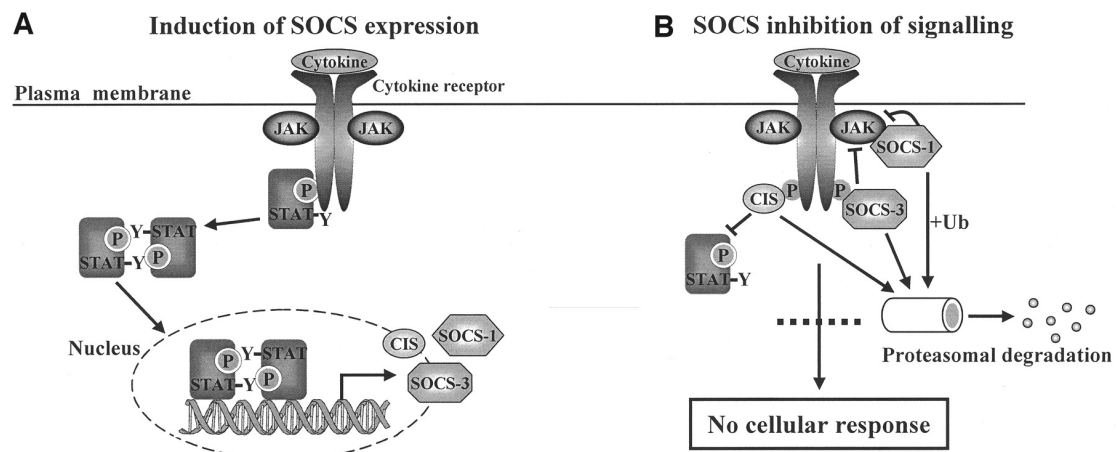 A
Induction of SOCS expression
Cytokine
Cytokine receptor
Plasma membrane
JAK
JAK
P
STAT-Y
P
Y-STAT
STAT-Y
P
Nucleus
P
Y-STAT
STAT-Y
P
CIS
SOCS-1
SOCS-3
B
SOCS inhibition of signalling
Cytokine
JAK
JAK
SOCS-1
P
P
CIS
SOCS-3
+Ub
P
STAT-Y
Proteasomal degradation
No cellular response